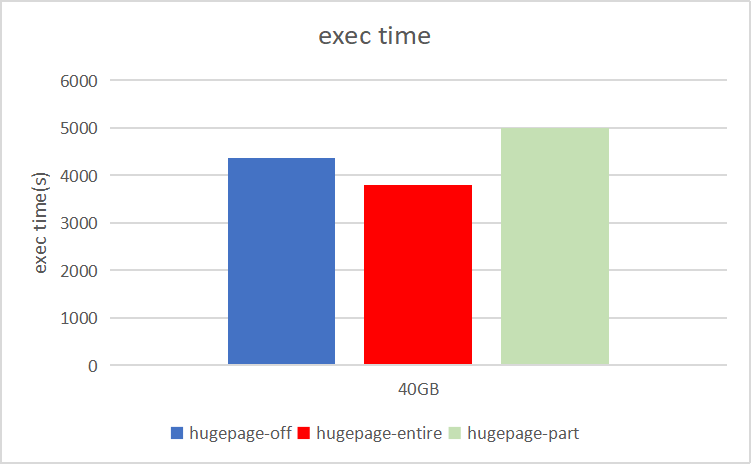 exec time
6000
5000
4000
3000
2000
1000
0
exec time(s)
40GB
hugepage-off hugepage-entire hugepage-part